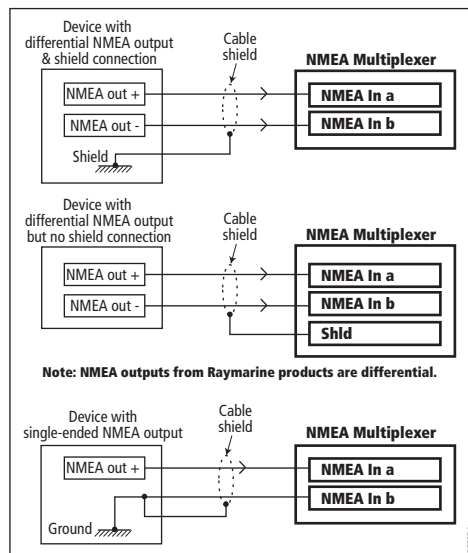 Device with
differential NMEA output
& shield connection
Cable
shield
NMEA Multiplexer
NMEA out +
NMEA In a
NMEA out -
NMEA In b
Shield
Device with
differential NMEA output
but no shield connection
Cable
shield
NMEA Multiplexer
NMEA out +
NMEA In a
NMEA out -
NMEA In b
Shld
Note: NMEA outputs from Raymarine products are differential.
Device with
single-ended NMEA output
Cable
shield
NMEA Multiplexer
NMEA out +
NMEA In a
NMEA In b
Ground